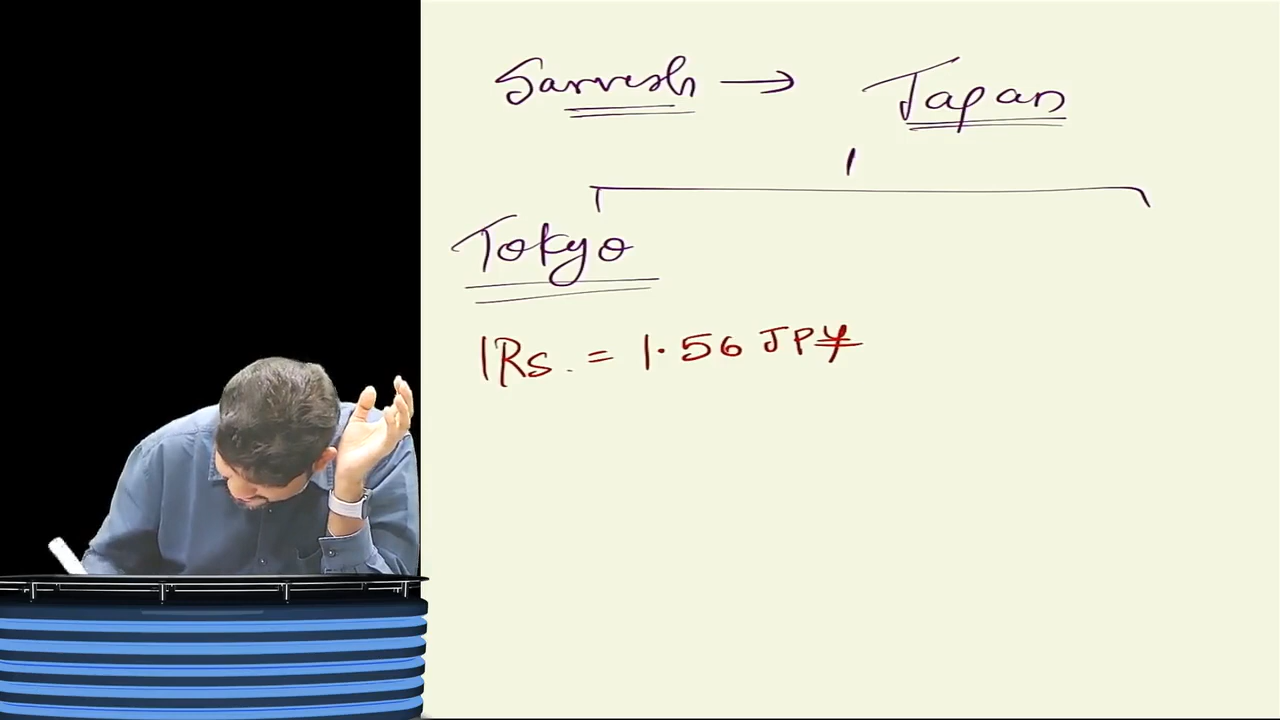 Sarvesh → Japan
Tokyo
1Rs. = 1.56 JPY